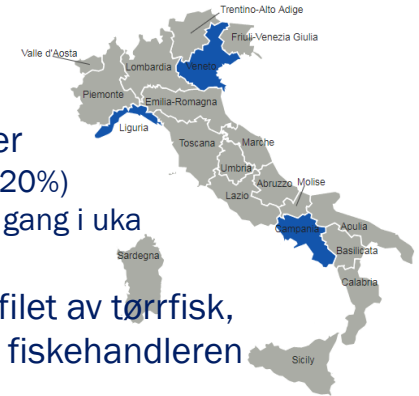 Trentino-Alto Adige
Friuli-Venezia Giulia
Valle d'Aosta
Lombardia
Veneto
Piemonte
Emilia-Romagna
Liguria
er
Toscana
Marche
20%)
Umbria
gang i uka
Lazio
Abruzzo
Molise
Campania
Apulia
Basilicata
Sardegna
Calabria
filet av tørrfisk,
fiskehandleren
Sicily